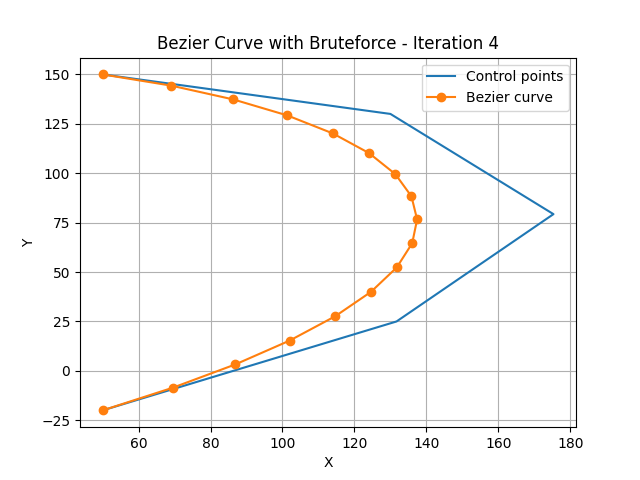 Bezier Curve with Bruteforce - Iteration 4
Control points
Bezier curve
Y
150
125
100
75
50
25
0
−25
60 80 100 120 140 160 180
X